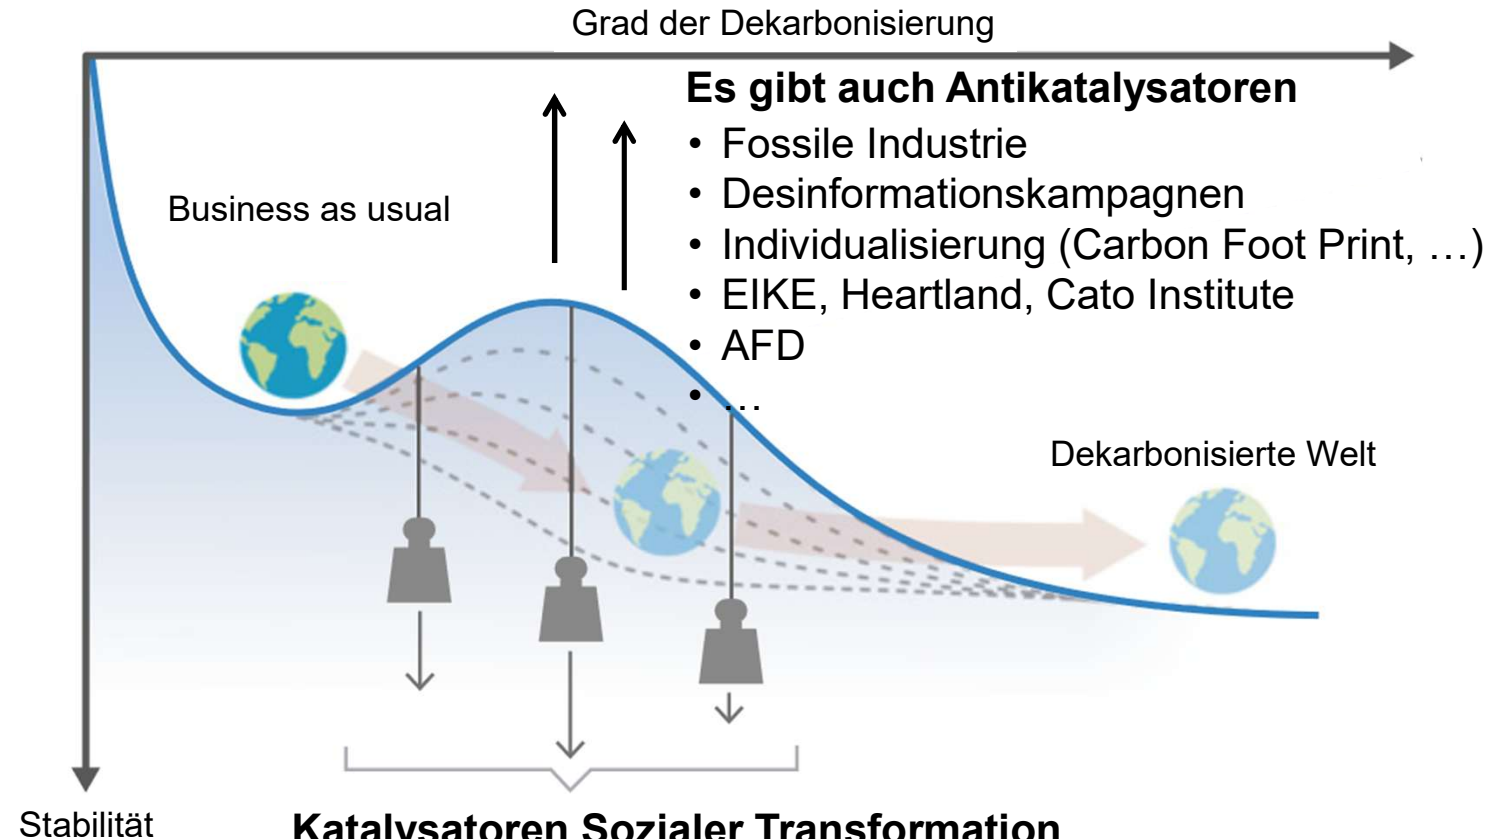 Grad der Dekarbonisierung
Es gibt auch Antikatalysatoren
• Fossile Industrie
Business as usual
• Desinformationskampagnen
• Individualisierung (Carbon Foot Print, …)
• EIKE, Heartland, Cato Institute
• AFD
• …
Dekarbonisierte Welt
Stabilität
Katalysatoren Sozialer Transformation